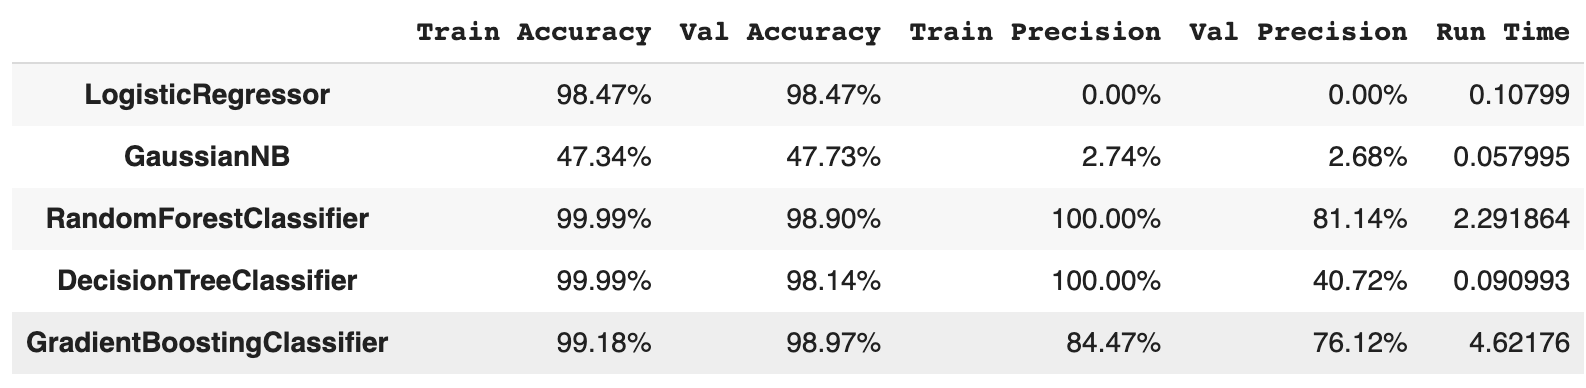 Train Accuracy Val Accuracy Train Precision Val Precision Run Time
LogisticRegressor 98.47% 98.47% 0.00% 0.00% 0.10799
GaussianNB 47.34% 47.73% 2.74% 2.68% 0.057995
RandomForestClassifier 99.99% 98.90% 100.00% 81.14% 2.291864
DecisionTreeClassifier 99.99% 98.14% 100.00% 40.72% 0.090993
GradientBoostingClassifier 99.18% 98.97% 84.47% 76.12% 4.62176